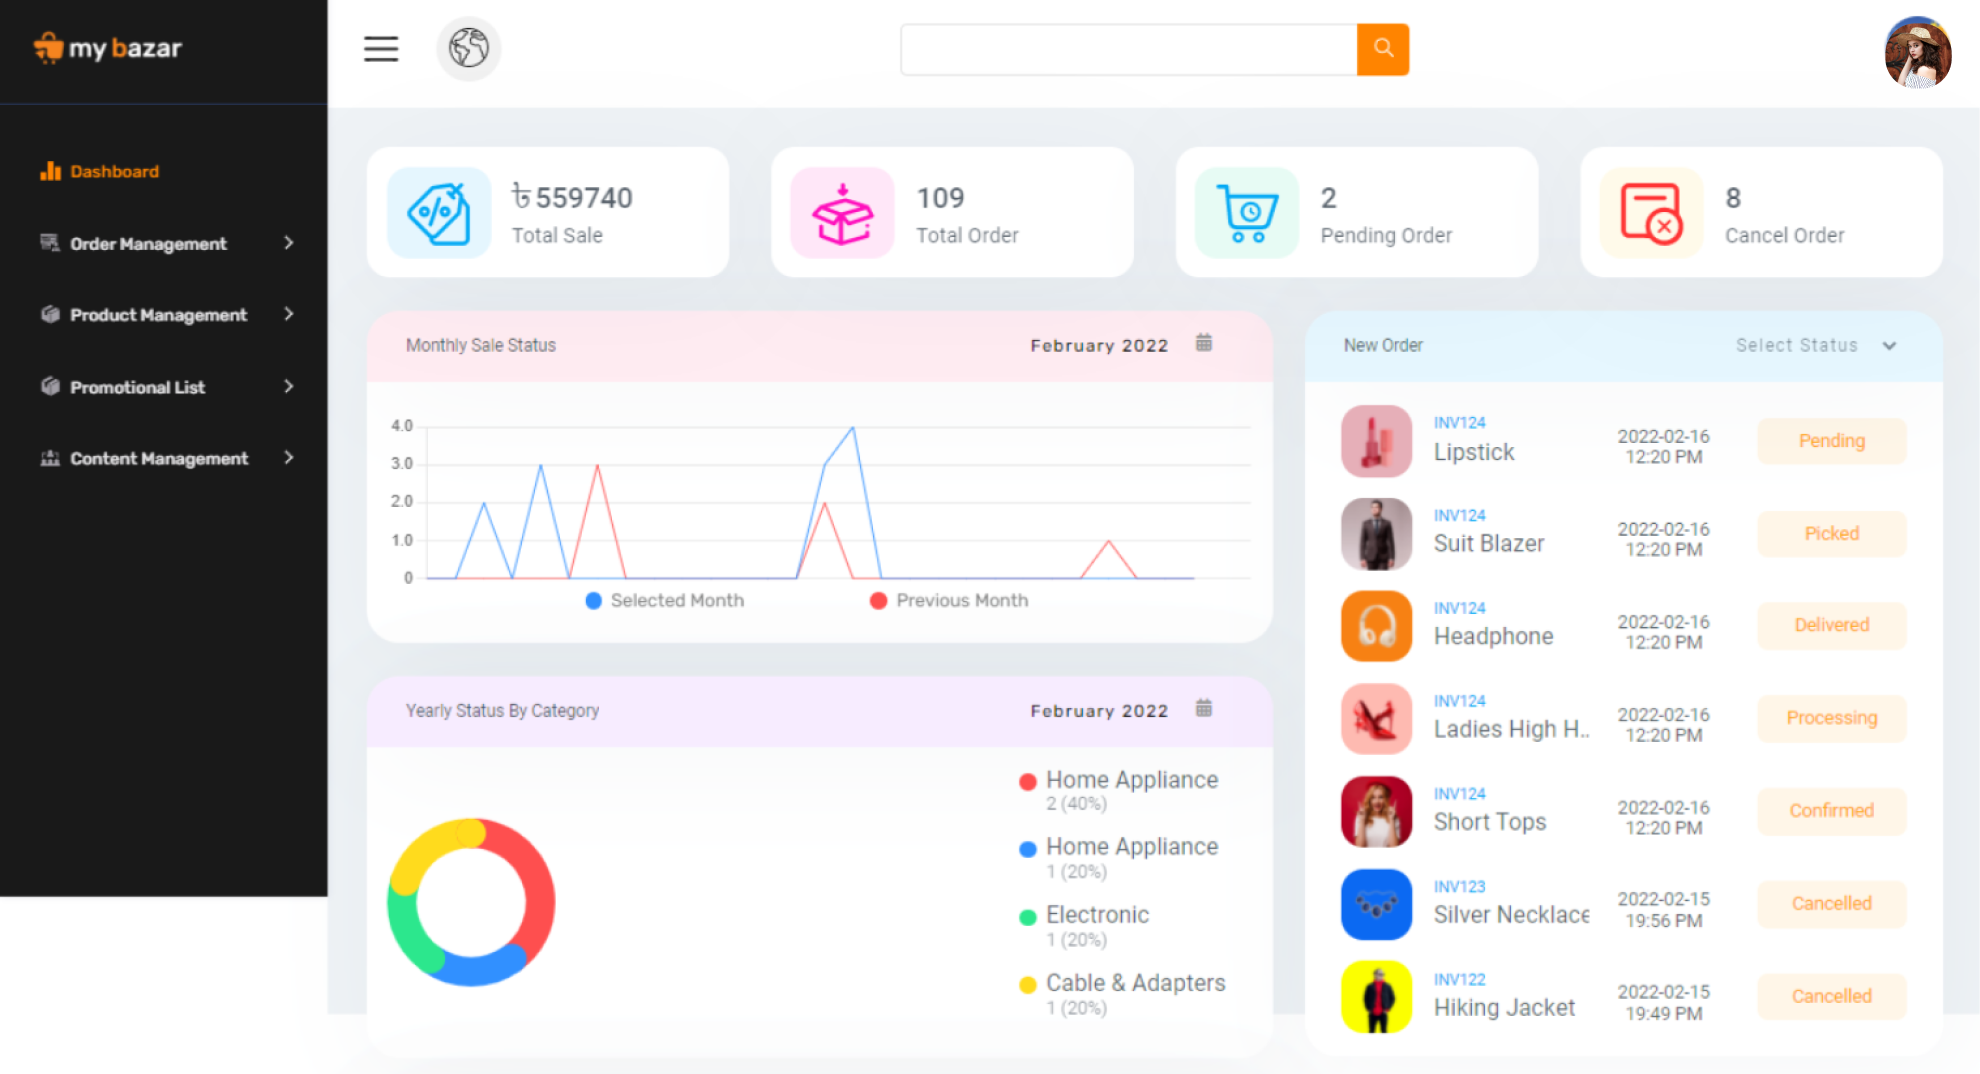 my bazar
Dashboard
Order Management
Product Management
Promotional List
Content Management
৳ 559740
Total Sale
109
Total Order
2
Pending Order
8
Cancel Order
Monthly Sale Status
February 2022
4.0
3.0
2.0
1.0
0
Selected Month
Previous Month
Yearly Status By Category
February 2022
Home Appliance
2 (40%)
Home Appliance
1 (20%)
Electronic
1 (20%)
Cable & Adapters
1 (20%)
New Order
Select Status
INV124
Lipstick
2022-02-16
12:20 PM
Pending
INV124
Suit Blazer
2022-02-16
12:20 PM
Picked
INV124
Headphone
2022-02-16
12:20 PM
Delivered
INV124
Ladies High H..
2022-02-16
12:20 PM
Processing
INV124
Short Tops
2022-02-16
12:20 PM
Confirmed
INV123
Silver Necklace
2022-02-15
19:56 PM
Cancelled
INV122
Hiking Jacket
2022-02-15
19:49 PM
Cancelled